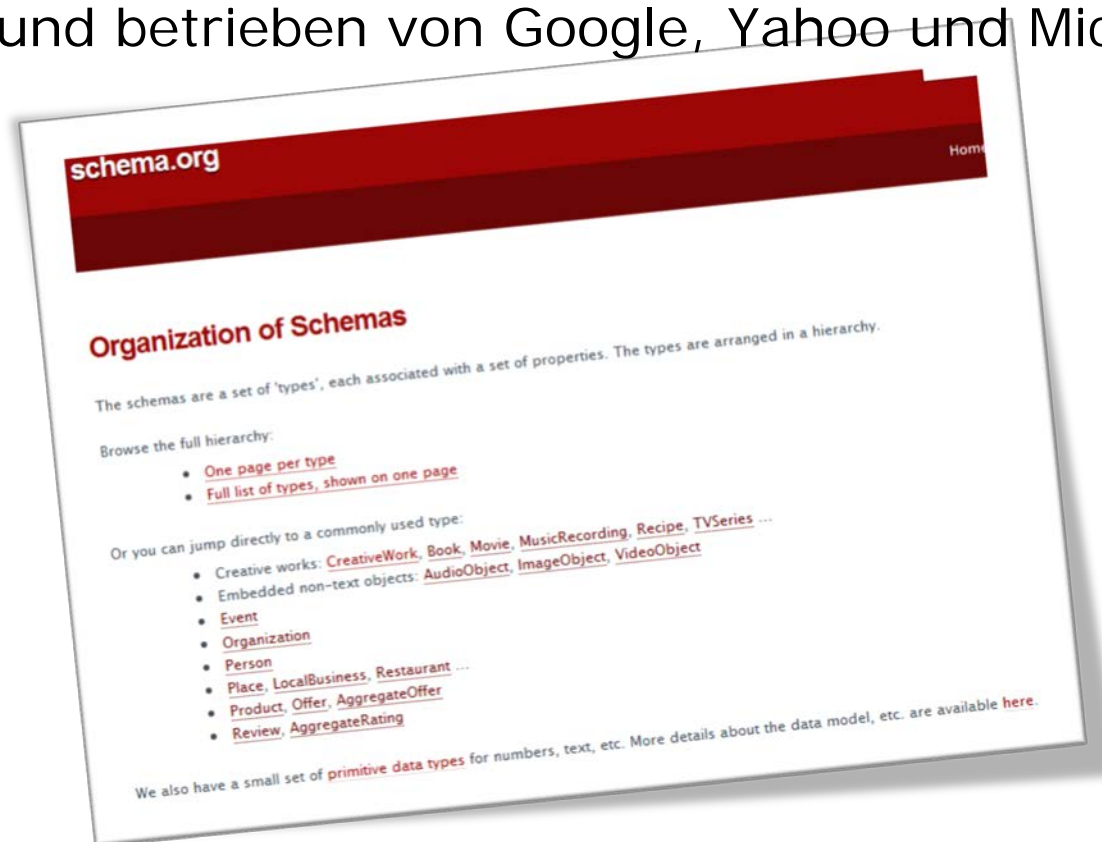 und betrieben von Google, Yahoo und Mic
schema.org
Home
Organization of Schemas
The schemas are a set of 'types', each associated with a set of properties. The types are arranged in a hierarchy.
Browse the full hierarchy:
• One page per type
• Full list of types, shown on one page
Or you can jump directly to a commonly used type:
• Creative works: CreativeWork, Book, Movie, MusicRecording, Recipe, TVSeries ...
• Embedded non-text objects: AudioObject, ImageObject, VideoObject
• Event
• Organization
• Person
• Place, LocalBusiness, Restaurant ...
• Product, Offer, AggregateOffer
• Review, AggregateRating
We also have a small set of primitive data types for numbers, text, etc. More details about the data model, etc. are available here.